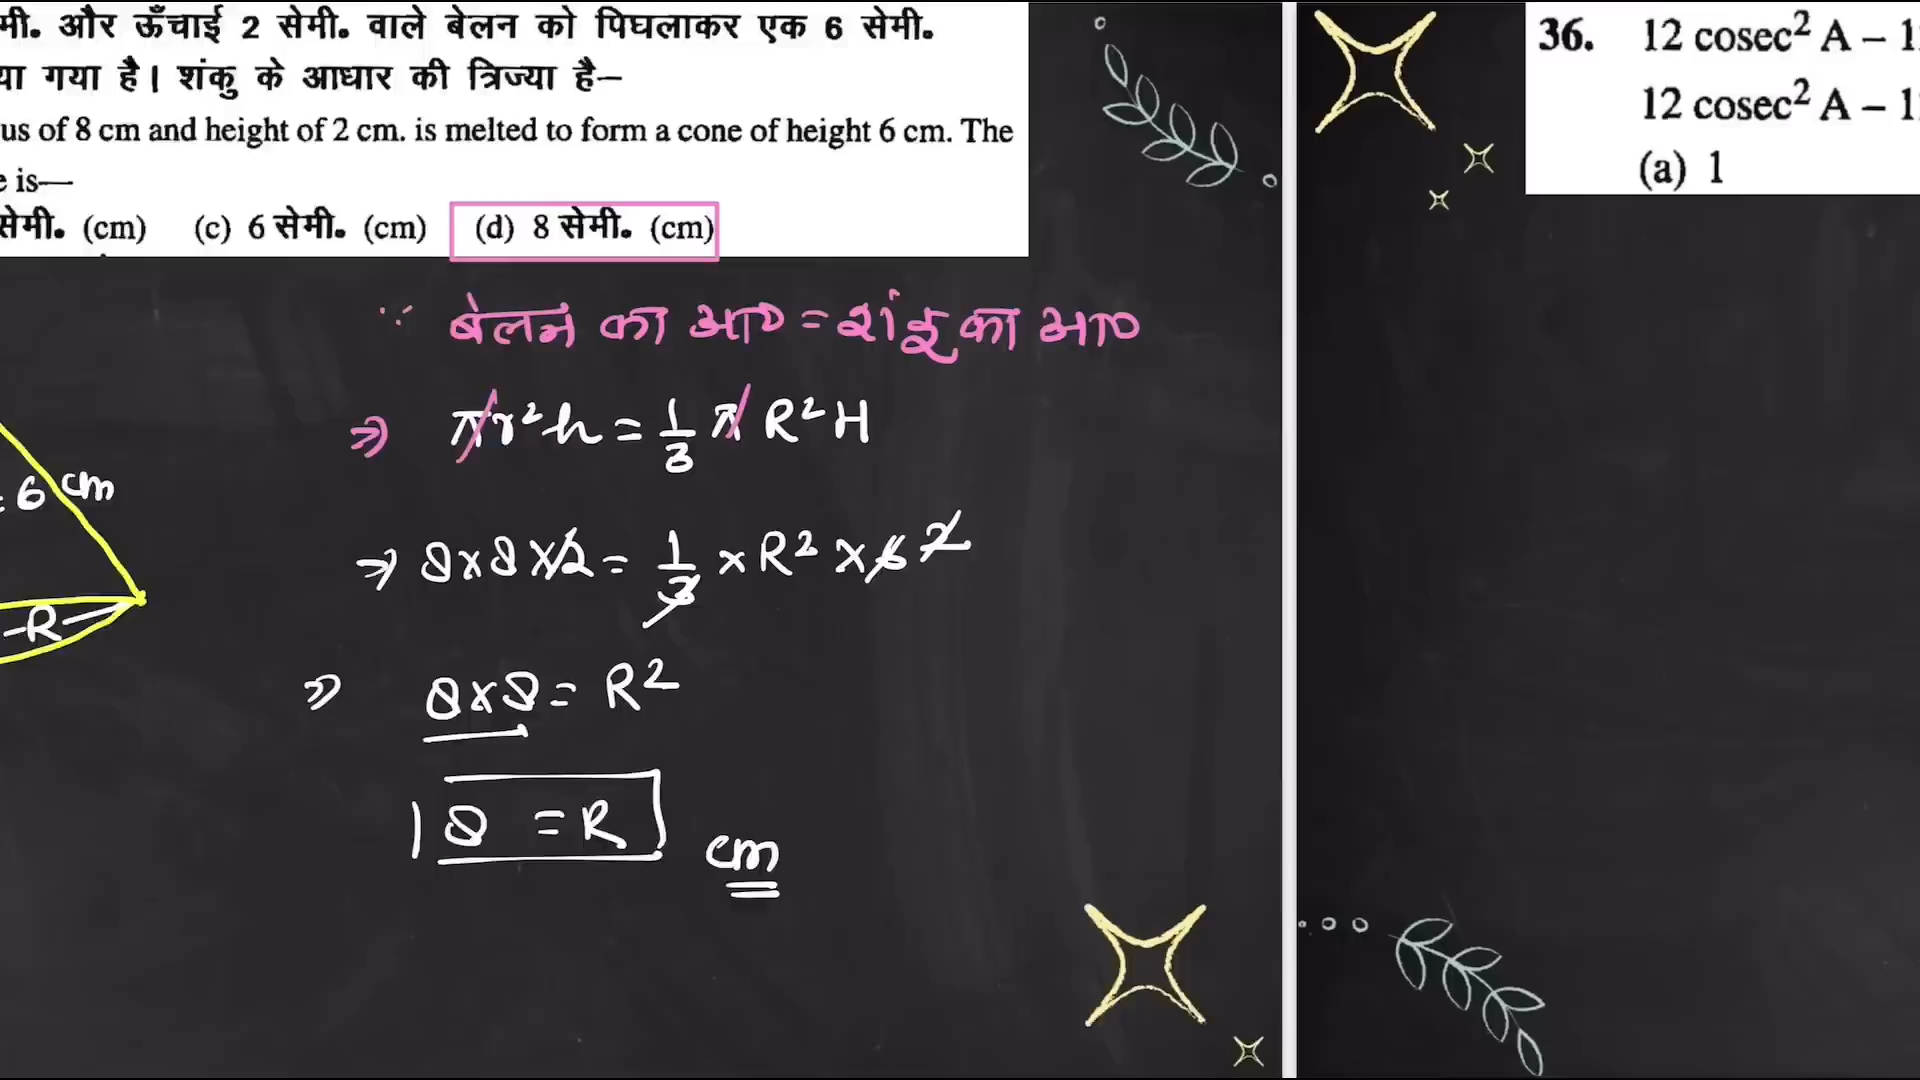 मी. और ऊँचाई 2 सेमी. वाले बेलन को पिघलाकर एक 6 सेमी.
या गया है। शंकु के आधार की त्रिज्या है–
us of 8 cm and height of 2 cm. is melted to form a cone of height 6 cm. The
e is—
सेमी. (cm) (c) 6 सेमी. (cm) (d) 8 सेमी. (cm)
∵ बेलन का आ० = शंकु का आ०
⇒ πr²h = 1/3 π R²H
⇒ 8×8×2 = 1/3 × R² × 6 2
⇒ 8×8 = R²
8 = R cm
= 6 cm
R
36. 12 cosec² A – 1
12 cosec² A – 1
(a) 1